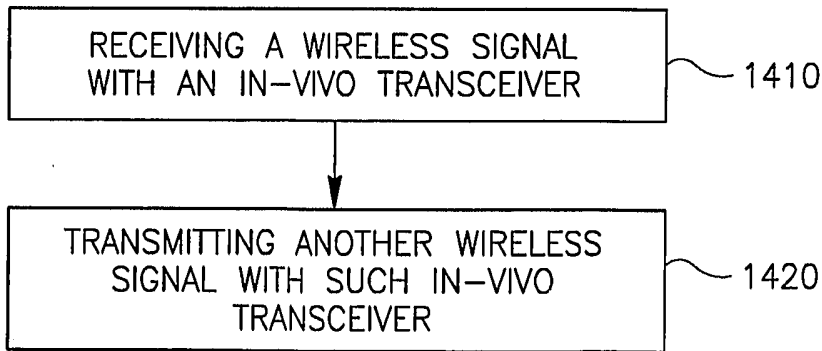 RECEIVING A WIRELESS SIGNAL
WITH AN IN-VIVO TRANSCEIVER
1410
TRANSMITTING ANOTHER WIRELESS
SIGNAL WITH SUCH IN-VIVO
TRANSCEIVER
1420